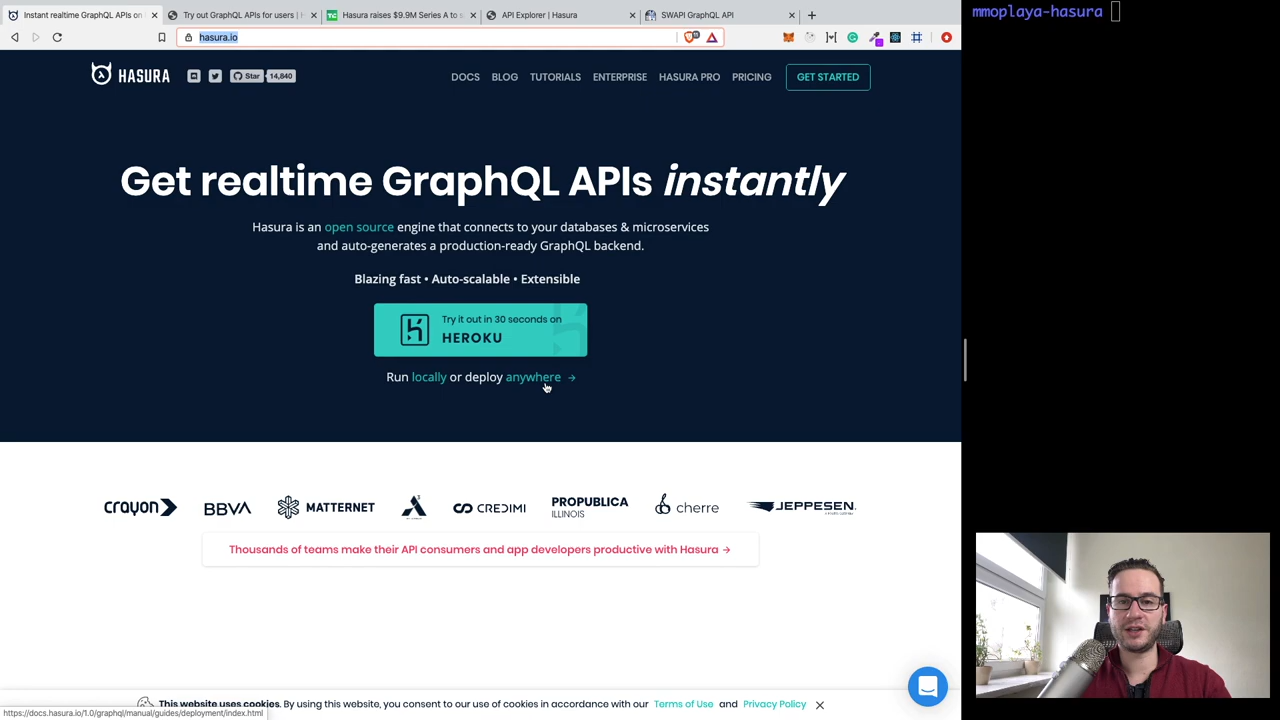 Instant realtime GraphQL APIs on
Try out GraphQL APIs for users | H
Hasura raises $9.9M Series A to s
API Explorer | Hasura
SWAPI GraphQL API
mmoplaya-hasura
hasura.io
HASURA
Star
14,840
DOCS
BLOG
TUTORIALS
ENTERPRISE
HASURA PRO
PRICING
GET STARTED
Get realtime GraphQL APIs instantly
Hasura is an open source engine that connects to your databases & microservices
and auto-generates a production-ready GraphQL backend.
Blazing fast • Auto-scalable • Extensible
Try it out in 30 seconds on
HEROKU
Run locally or deploy anywhere →
crayon
BBVA
MATTERNET
CREDIMI
PROPUBLICA
ILLINOIS
cherre
JEPPESEN
Thousands of teams make their API consumers and app developers productive with Hasura →
This website uses cookies. By using this website, you consent to our use of cookies in accordance with our Terms of Use and Privacy Policy
https://docs.hasura.io/1.0/graphql/manual/guides/deployment/index.html